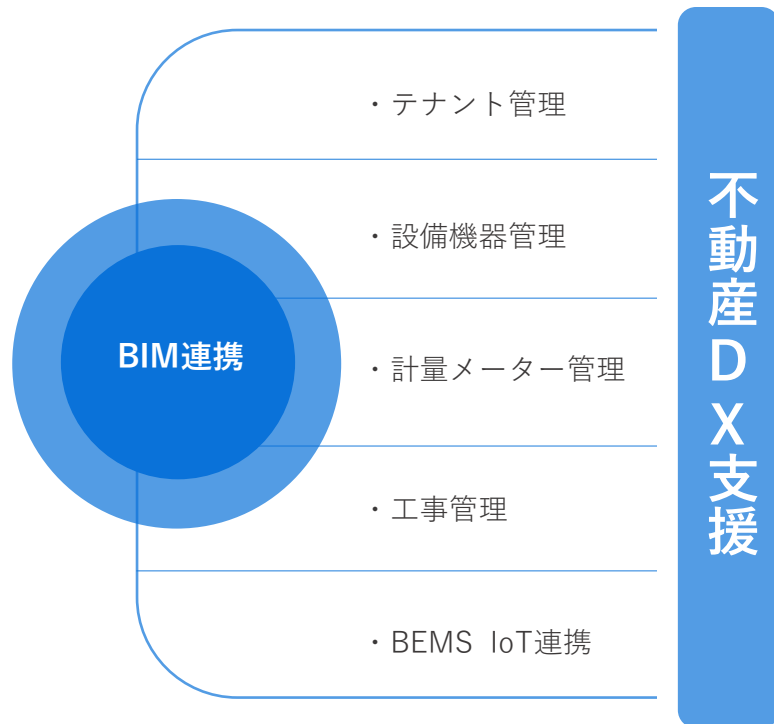 ・テナント管理
・設備機器管理
BIM連携
・計量メーター管理
・工事管理
・BEMS IoT連携
不動産DX支援